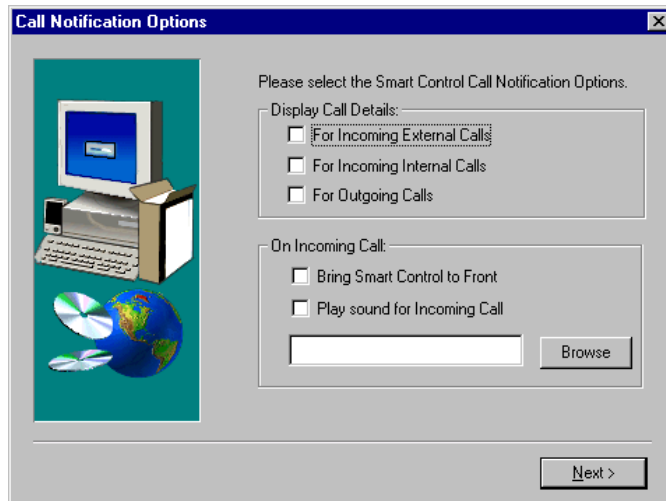 Call Notification Options
Please select the Smart Control Call Notification Options.
Display Call Details:
For Incoming External Calls
For Incoming Internal Calls
For Outgoing Calls
On Incoming Call:
Bring Smart Control to Front
Play sound for Incoming Call
Browse
Next >